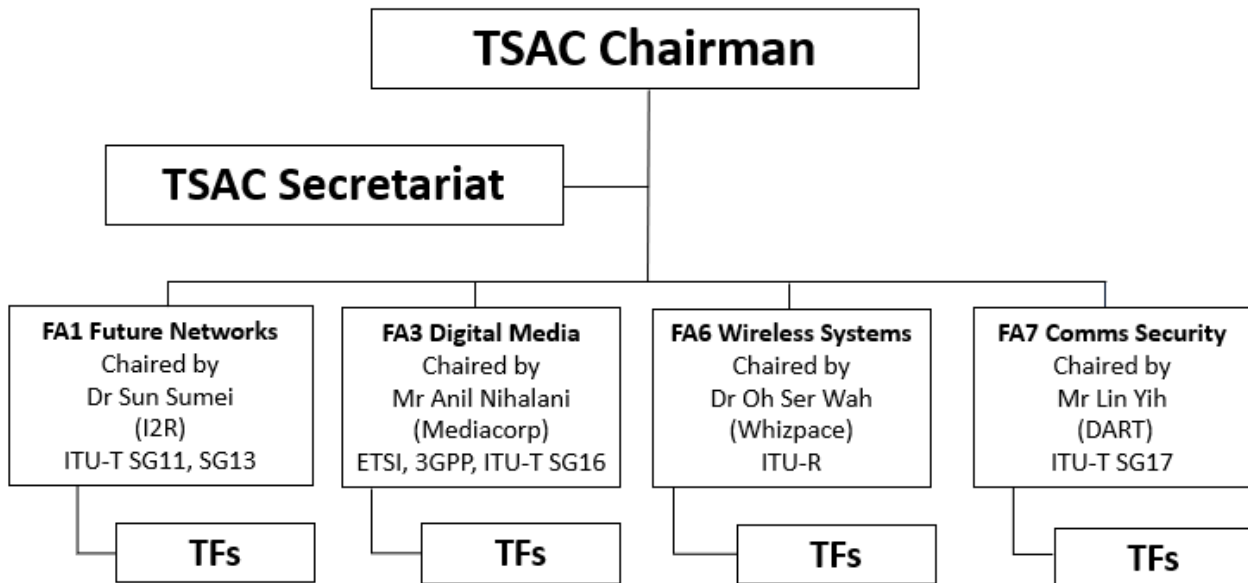 TSAC Chairman
TSAC Secretariat
FA1 Future Networks
Chaired by
Dr Sun Sumei
(I2R)
ITU-T SG11, SG13
FA3 Digital Media
Chaired by
Mr Anil Nihalani
(Mediacorp)
ETSI, 3GPP, ITU-T SG16
FA6 Wireless Systems
Chaired by
Dr Oh Ser Wah
(Whizpace)
ITU-R
FA7 Comms Security
Chaired by
Mr Lin Yih
(DART)
ITU-T SG17
TFs
TFs
TFs
TFs